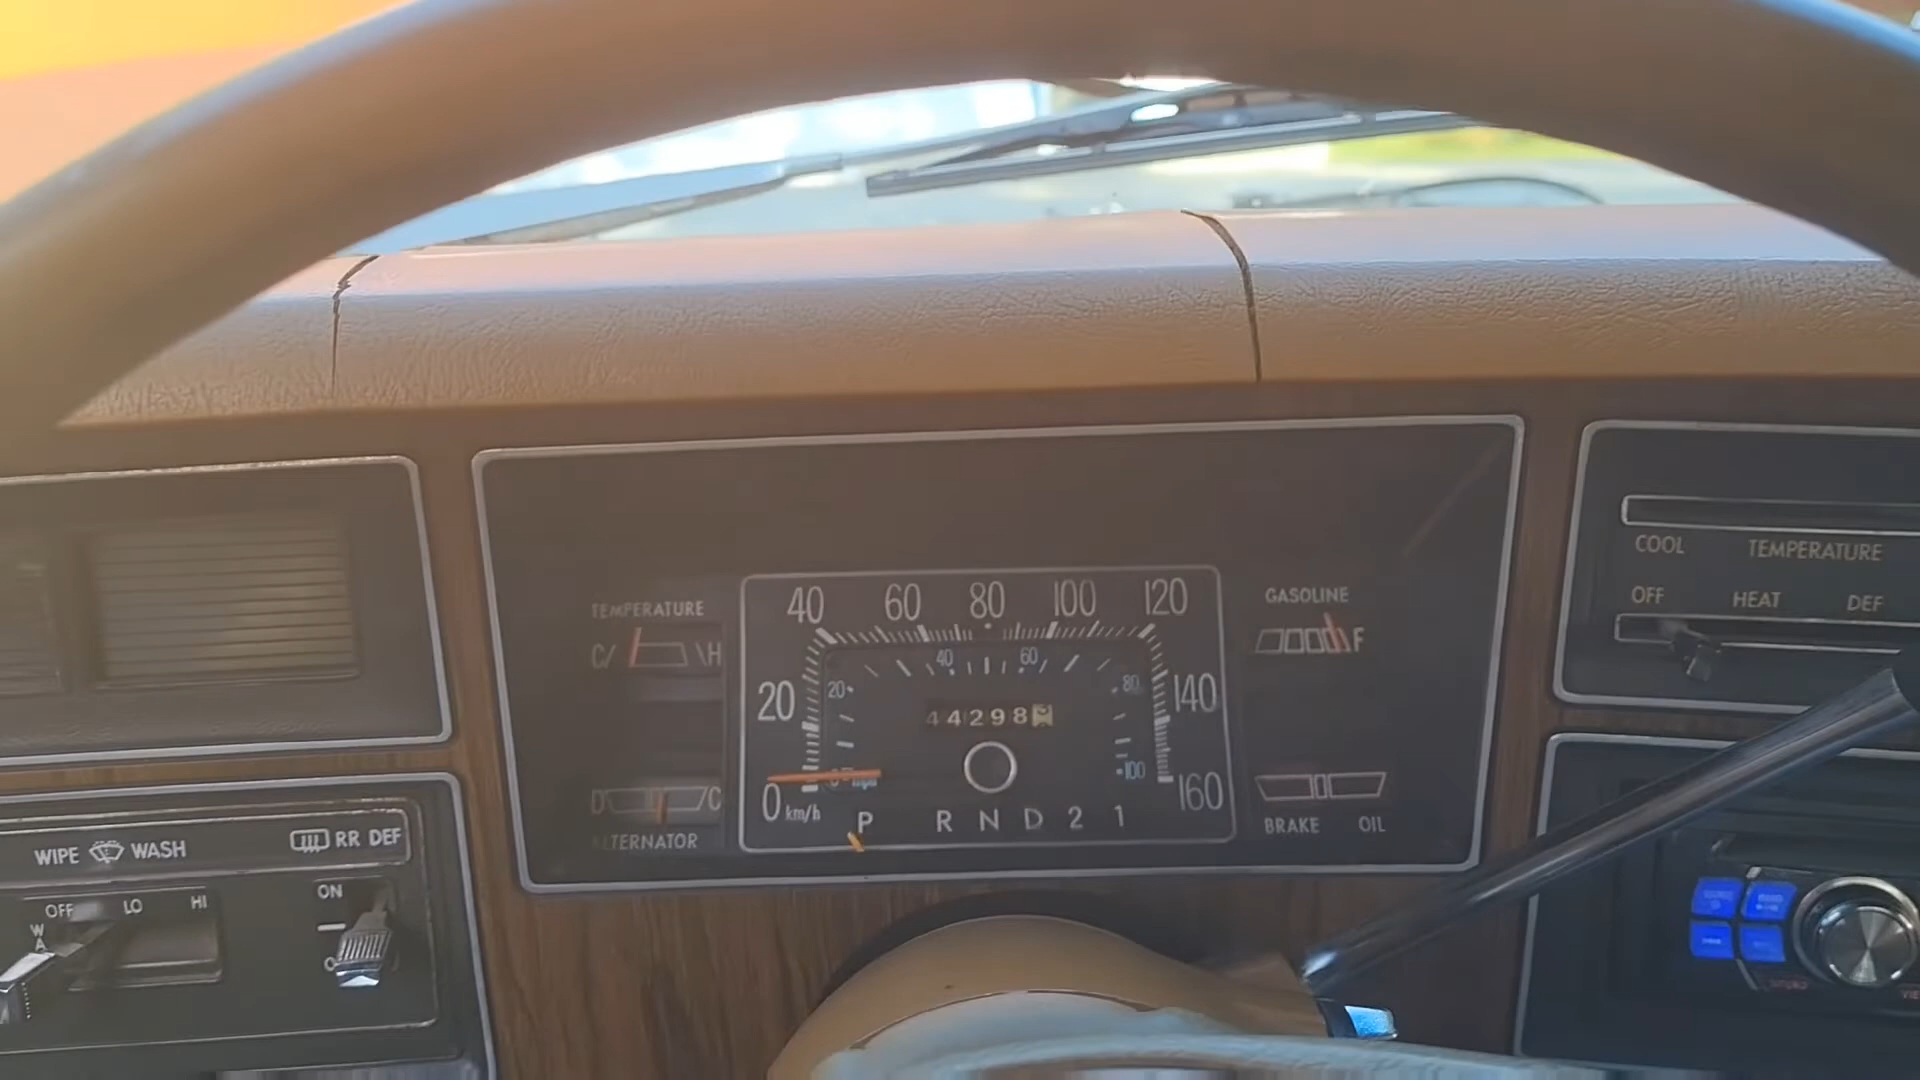 COOL TEMPERATURE
OFF HEAT DEF
TEMPERATURE
C H
40 60 80 100 120
20 140
0 km/h 160
20 40 60 80 100
mph
44298
P R N D 2 1
GASOLINE
F
D C
ALTERNATOR
BRAKE OIL
WIPE WASH
RR DEF
OFF LO HI
ON